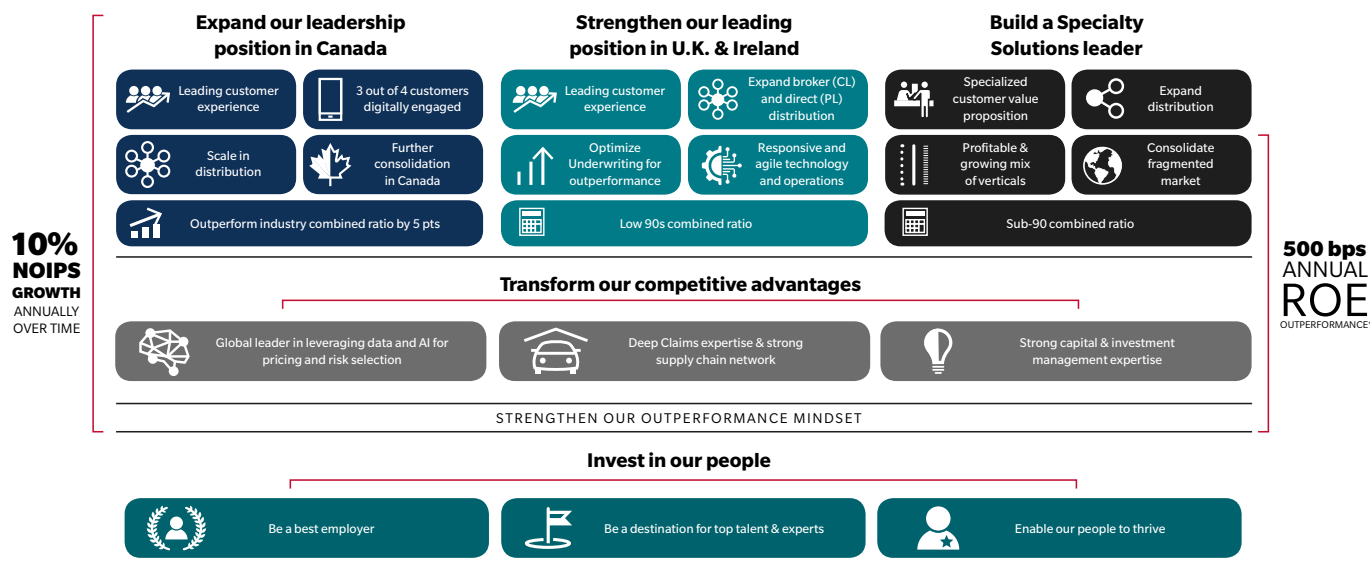 Expand our leadership
position in Canada
Leading customer
experience
3 out of 4 customers
digitally engaged
Scale in
distribution
Further
consolidation
in Canada
Outperform industry combined ratio by 5 pts
Strengthen our leading
position in U.K. & Ireland
Leading customer
experience
Expand broker (CL)
and direct (PL)
distribution
Optimize
Underwriting for
outperformance
Responsive and
agile technology
and operations
Low 90s combined ratio
Build a Specialty
Solutions leader
Specialized
customer value
proposition
Expand
distribution
Profitable &
growing mix
of verticals
Consolidate
fragmented
market
Sub-90 combined ratio
10%
NOIPS
GROWTH
ANNUALLY
OVER TIME
500 bps
ANNUAL
ROE
OUTPERFORMANCE
Transform our competitive advantages
Global leader in leveraging data and AI for
pricing and risk selection
Deep Claims expertise & strong
supply chain network
Strong capital & investment
management expertise
STRENGTHEN OUR OUTPERFORMANCE MINDSET
Invest in our people
Be a best employer
Be a destination for top talent & experts
Enable our people to thrive